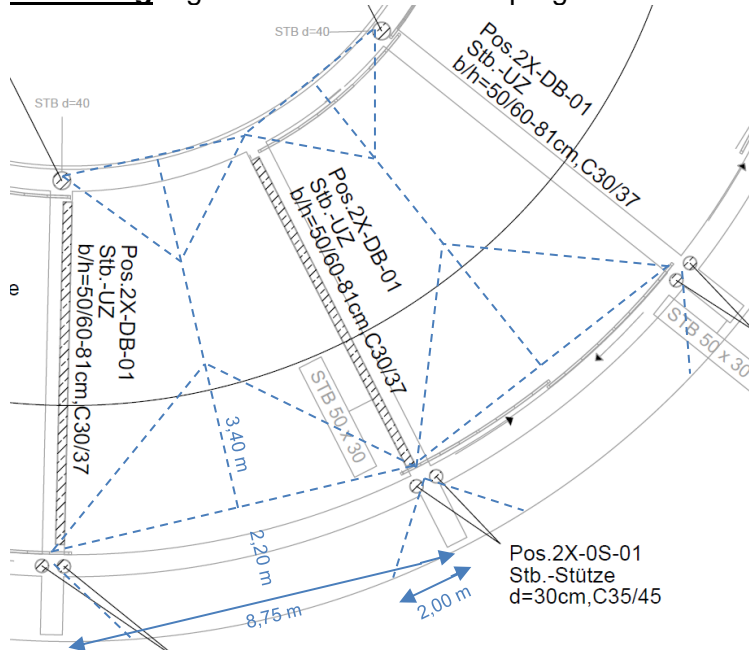 STB d=40
Pos.2X-DB-01
Stb.-UZ
b/h=50/60-81cm,C30/37
STB d=40
Pos.2X-DB-01
Stb.-UZ
b/h=50/60-81cm,C30/37
Pos.2X-DB-01
Stb.-UZ
b/h=50/60-81cm,C30/37
e
STB 50 x 30
STB 50 x 30
3,40 m
2,20 m
8,75 m
2,00 m
Pos.2X-0S-01
Stb.-Stütze
d=30cm,C35/45